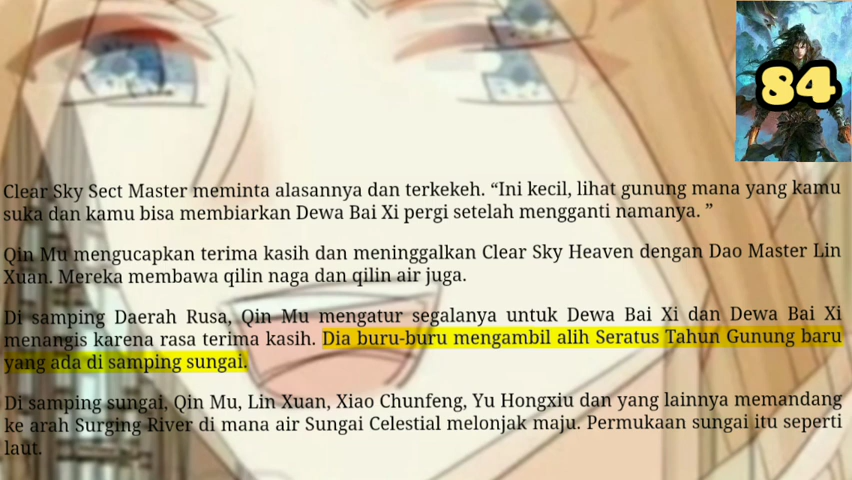 84
Clear Sky Sect Master meminta alasannya dan terkekeh. “Ini kecil, lihat gunung mana yang kamu
suka dan kamu bisa membiarkan Dewa Bai Xi pergi setelah mengganti namanya. ”
Qin Mu mengucapkan terima kasih dan meninggalkan Clear Sky Heaven dengan Dao Master Lin
Xuan. Mereka membawa qilin naga dan qilin air juga.
Di samping Daerah Rusa, Qin Mu mengatur segalanya untuk Dewa Bai Xi dan Dewa Bai Xi
menangis karena rasa terima kasih. Dia buru-buru mengambil alih Seratus Tahun Gunung baru
yang ada di samping sungai.
Di samping sungai, Qin Mu, Lin Xuan, Xiao Chunfeng, Yu Hongxiu dan yang lainnya memandang
ke arah Surging River di mana air Sungai Celestial melonjak maju. Permukaan sungai itu seperti
laut.